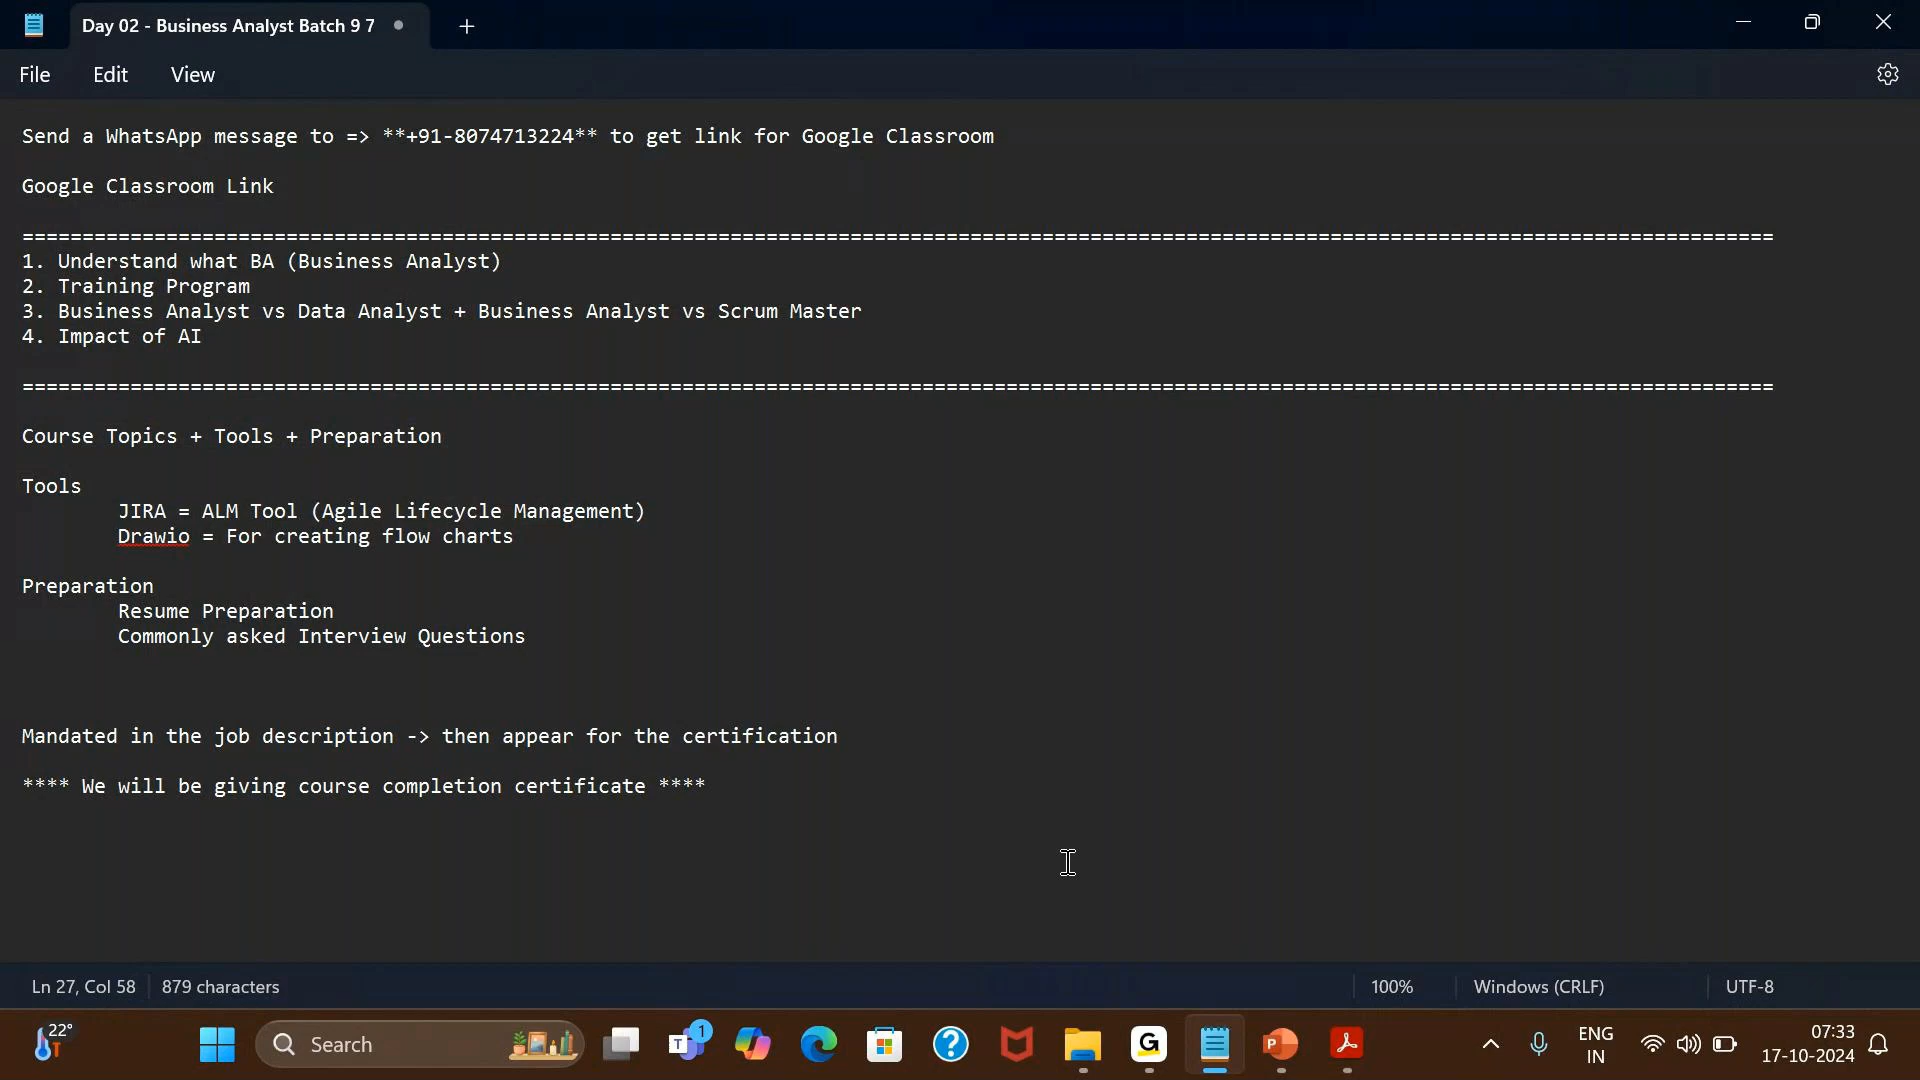 Day 02 - Business Analyst Batch 9 7
File Edit View
Send a WhatsApp message to => **+91-8074713224** to get link for Google Classroom
Google Classroom Link
==================================================================================================================================================
1. Understand what BA (Business Analyst)
2. Training Program
3. Business Analyst vs Data Analyst + Business Analyst vs Scrum Master
4. Impact of AI
==================================================================================================================================================
Course Topics + Tools + Preparation
Tools
JIRA = ALM Tool (Agile Lifecycle Management)
Drawio = For creating flow charts
Preparation
Resume Preparation
Commonly asked Interview Questions
Mandated in the job description -> then appear for the certification
**** We will be giving course completion certificate ****
Ln 27, Col 58 879 characters 100% Windows (CRLF) UTF-8
22° Search T 1 G P ENG 07:33
IN 17-10-2024